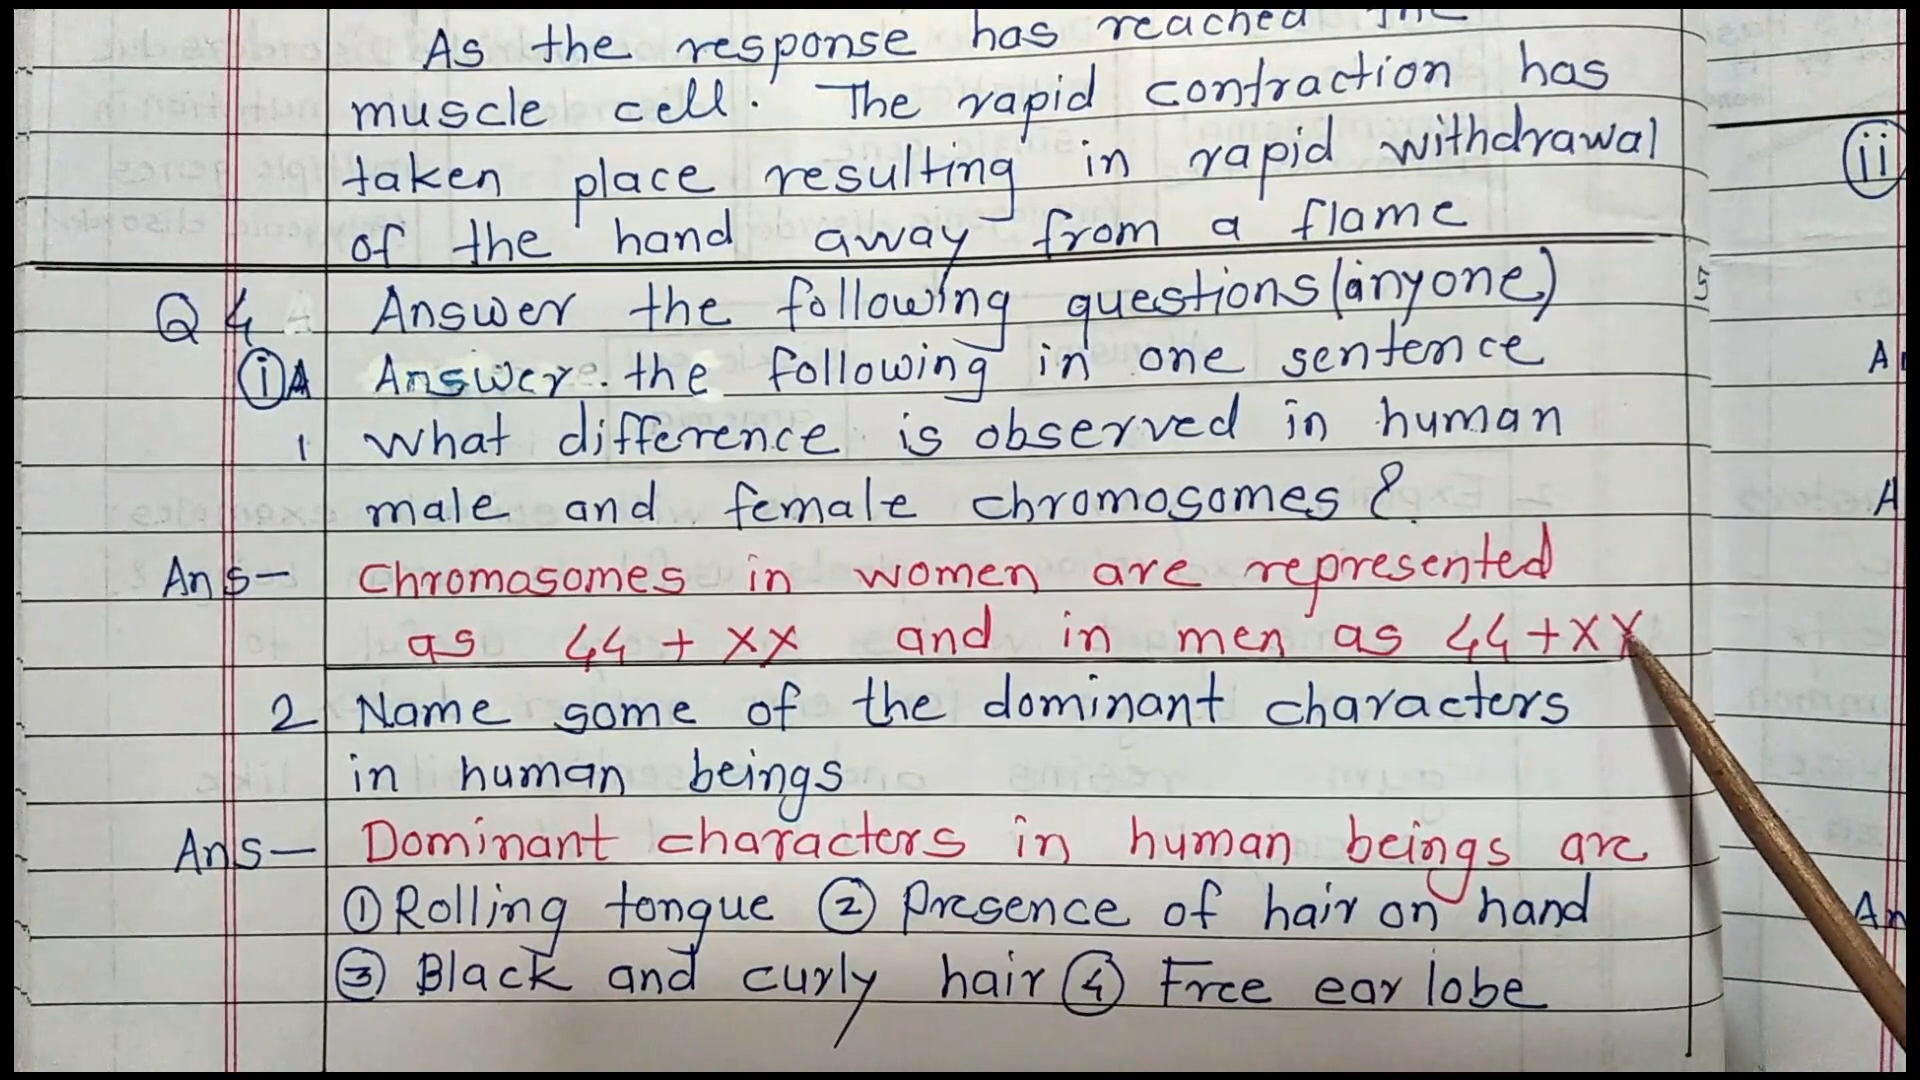 As the response has reached the
muscle cell. The rapid contraction has
taken place resulting in rapid withdrawal
of the hand away from a flame
Q4 Answer the following questions(anyone) 5
(i)A Answer the following in one sentence
1 What difference is observed in human
male and female chromosomes?
Ans- Chromasomes in women are represented
as 44+XX and in men as 44+XY
2 Name some of the dominant characters
in human beings
Ans- Dominant characters in human beings are
① Rolling tongue ② Presence of hair on hand
③ Black and curly hair ④ Free ear lobe
(ii)